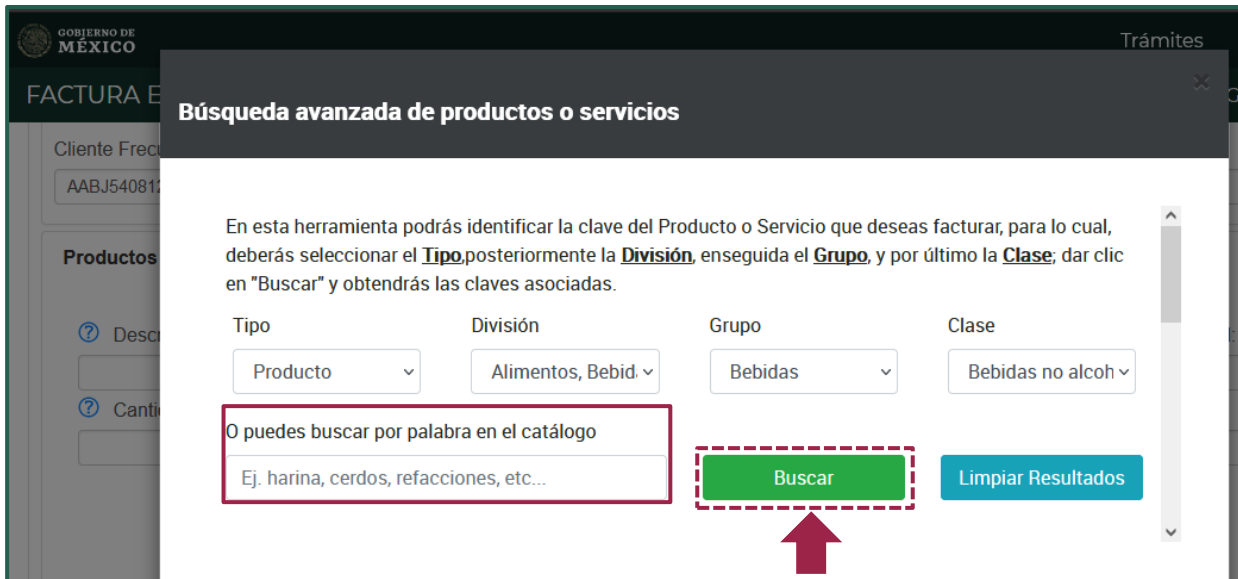 GOBIERNO DE
MÉXICO
Trámites
FACTURA E
Búsqueda avanzada de productos o servicios
×
Cliente Frecu
AABJ540812
En esta herramienta podrás identificar la clave del Producto o Servicio que deseas facturar, para lo cual,
deberás seleccionar el Tipo,posteriormente la División, enseguida el Grupo, y por último la Clase; dar clic
en "Buscar" y obtendrás las claves asociadas.
Productos
Tipo División Grupo Clase
? Descr
Producto Alimentos, Bebida Bebidas Bebidas no alcoh
? Canti
O puedes buscar por palabra en el catálogo
Ej. harina, cerdos, refacciones, etc... Buscar Limpiar Resultados